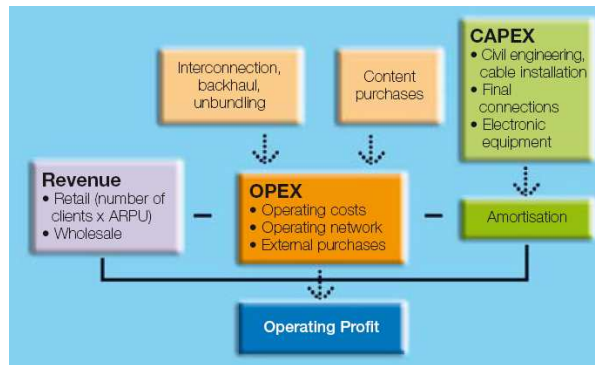 Interconnection,
backhaul,
unbundling
Content
purchases
CAPEX
• Civil engineering,
cable installation
• Final
connections
• Electronic
equipment
Revenue
• Retail (number of
clients x ARPU)
• Wholesale
–
OPEX
• Operating costs
• Operating network
• External purchases
–
Amortisation
Operating Profit